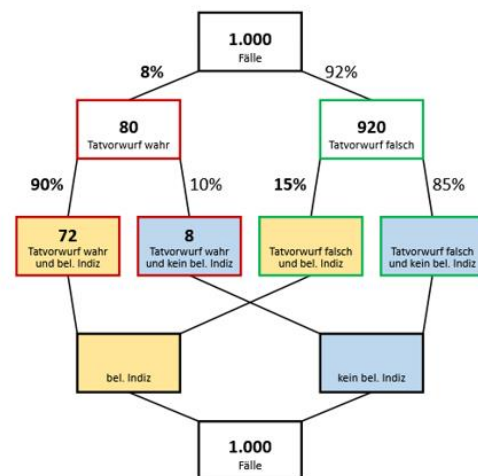 1.000
Fälle
8%
92%
80
Tatvorwurf wahr
920
Tatvorwurf falsch
90%
10%
15%
85%
72
Tatvorwurf wahr
und bel. Indiz
8
Tatvorwurf wahr
und kein bel. Indiz
Tatvorwurf falsch
und bel. Indiz
Tatvorwurf falsch
und kein bel. Indiz
bel. Indiz
kein bel. Indiz
1.000
Fälle